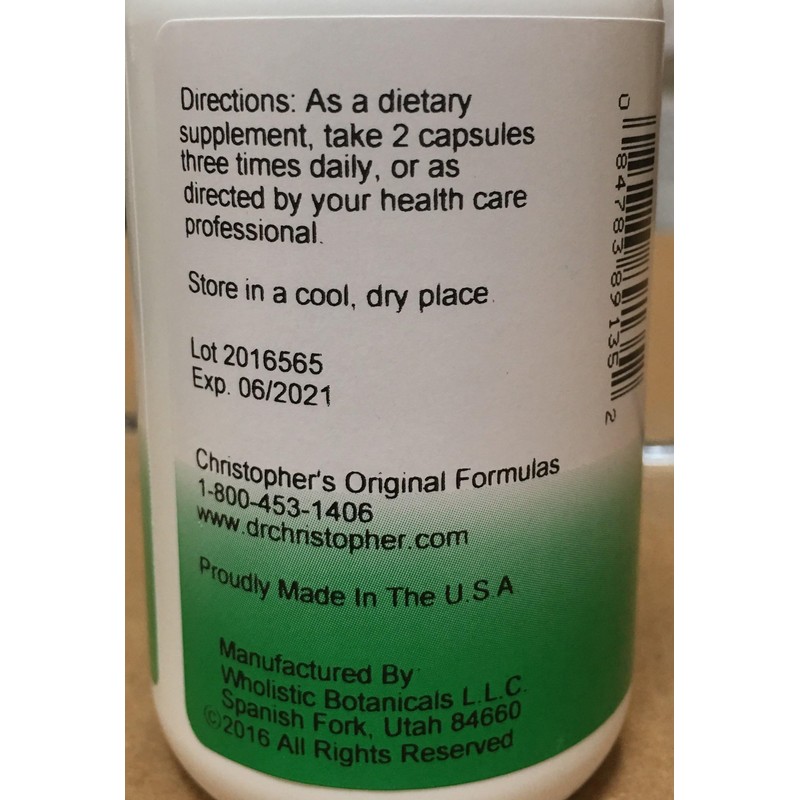 Directions: As a dietary
supplement, take 2 capsules
three times daily, or as
directed by your health care
professional.
Store in a cool, dry place.
Lot 2016565
Exp. 06/2021
Christopher's Original Formulas
1-800-453-1406
www.drchristopher.com
Proudly Made In The U.S.A
Manufactured By
Wholistic Botanicals L.L.C.
Spanish Fork, Utah 84660
©2016 All Rights Reserved
0 84783 89135 2